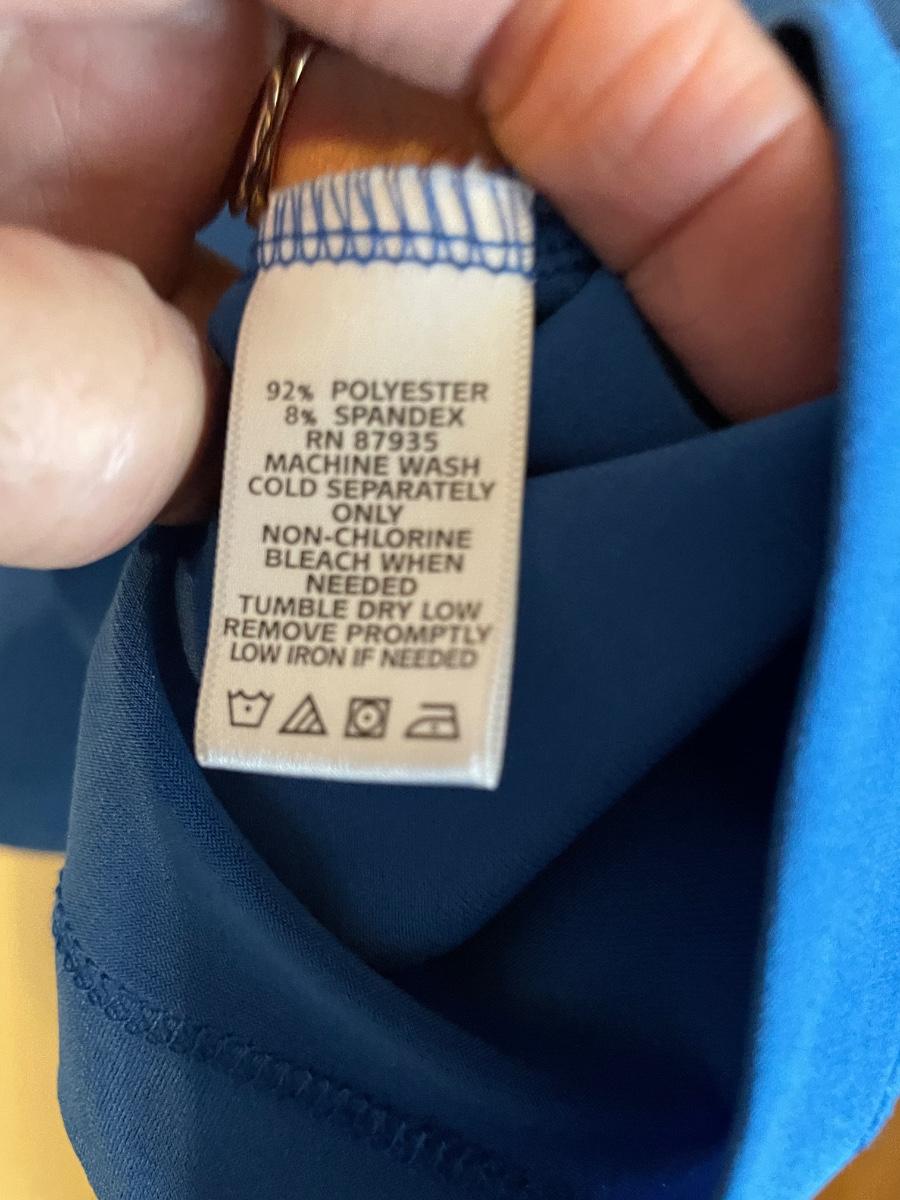 92% POLYESTER
8% SPANDEX
RN 87935
MACHINE WASH
COLD SEPARATELY
ONLY
NON-CHLORINE
BLEACH WHEN
NEEDED
TUMBLE DRY LOW
REMOVE PROMPTLY
LOW IRON IF NEEDED